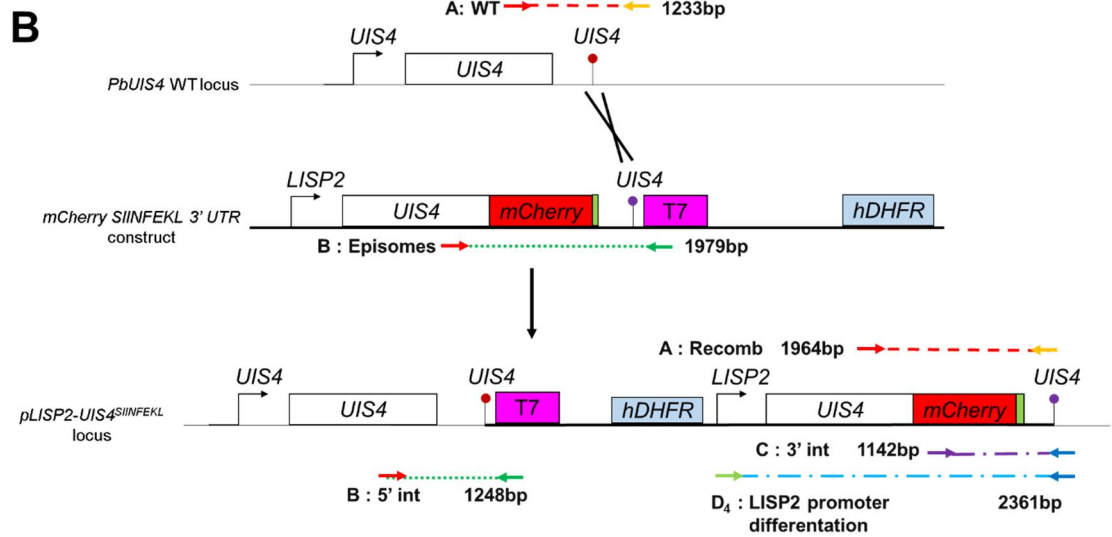 B
A: WT 1233bp
UIS4 UIS4
UIS4
PbUIS4 WT locus
LISP2 UIS4
UIS4 mCherry T7 hDHFR
mCherry SIINFEKL 3' UTR
construct
B : Episomes 1979bp
A : Recomb 1964bp
UIS4 UIS4 LISP2 UIS4
UIS4 T7 hDHFR UIS4 mCherry
pLISP2-UIS4SIINFEKL
locus
C : 3' int 1142bp
B : 5' int 1248bp
D4 : LISP2 promoter 2361bp
differentation